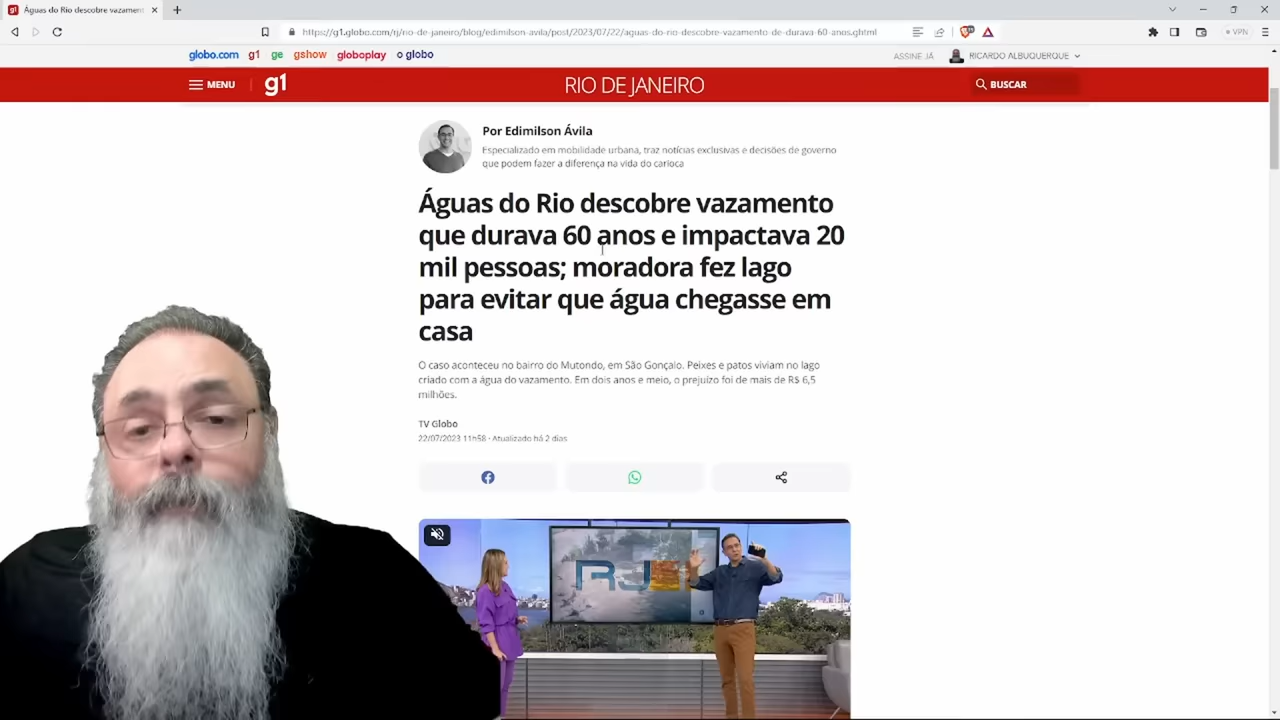 Águas do Rio descobre vazament
https://g1.globo.com/rj/rio-de-janeiro/blog/edimilson-avila/post/2023/07/22/aguas-do-rio-descobre-vazamento-de-durava-60-anos.ghtml
VPN
globo.com g1 ge gshow globoplay o globo
ASSINE JÁ RICARDO ALBUQUERQUE
MENU g1 RIO DE JANEIRO BUSCAR
Por Edimilson Ávila
Especializado em mobilidade urbana, traz notícias exclusivas e decisões de governo
que podem fazer a diferença na vida do carioca
Águas do Rio descobre vazamento
que durava 60 anos e impactava 20
mil pessoas; moradora fez lago
para evitar que água chegasse em
casa
O caso aconteceu no bairro do Mutondo, em São Gonçalo. Peixes e patos viviam no lago
criado com a água do vazamento. Em dois anos e meio, o prejuízo foi de mais de R$ 6,5
milhões.
TV Globo
22/07/2023 11h58 · Atualizado há 2 dias
RJ1